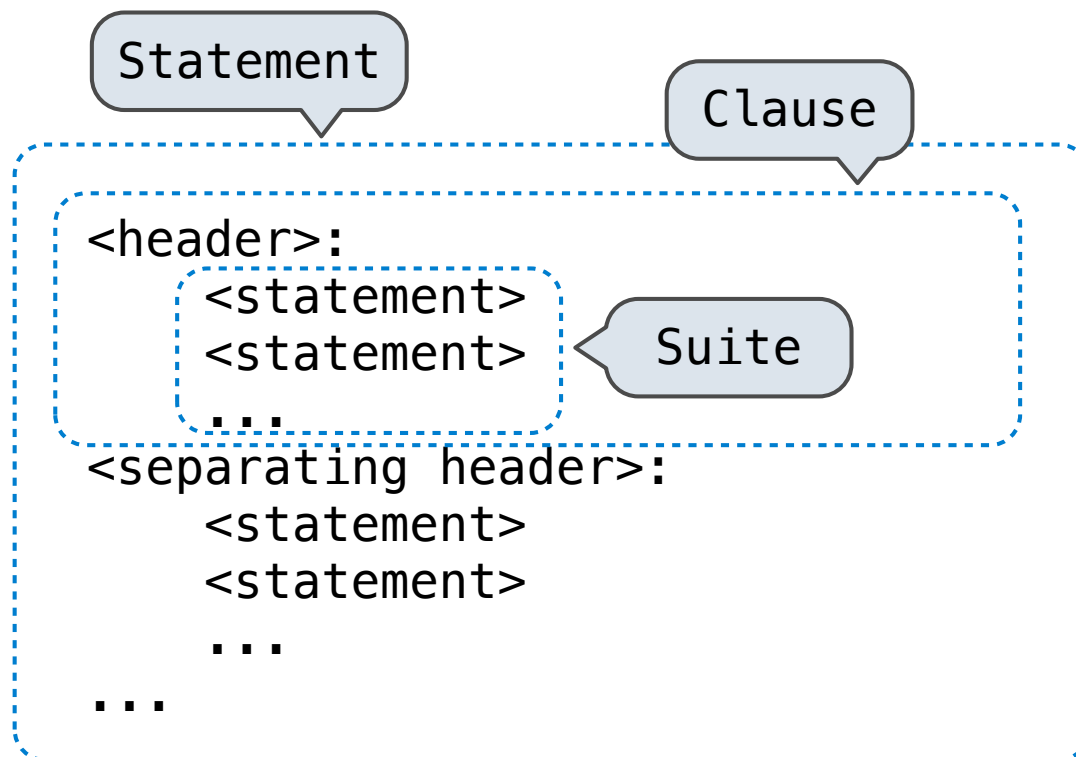 Statement
Clause
<header>:
<statement>
<statement>
Suite
...
<separating header>:
<statement>
<statement>
...
...